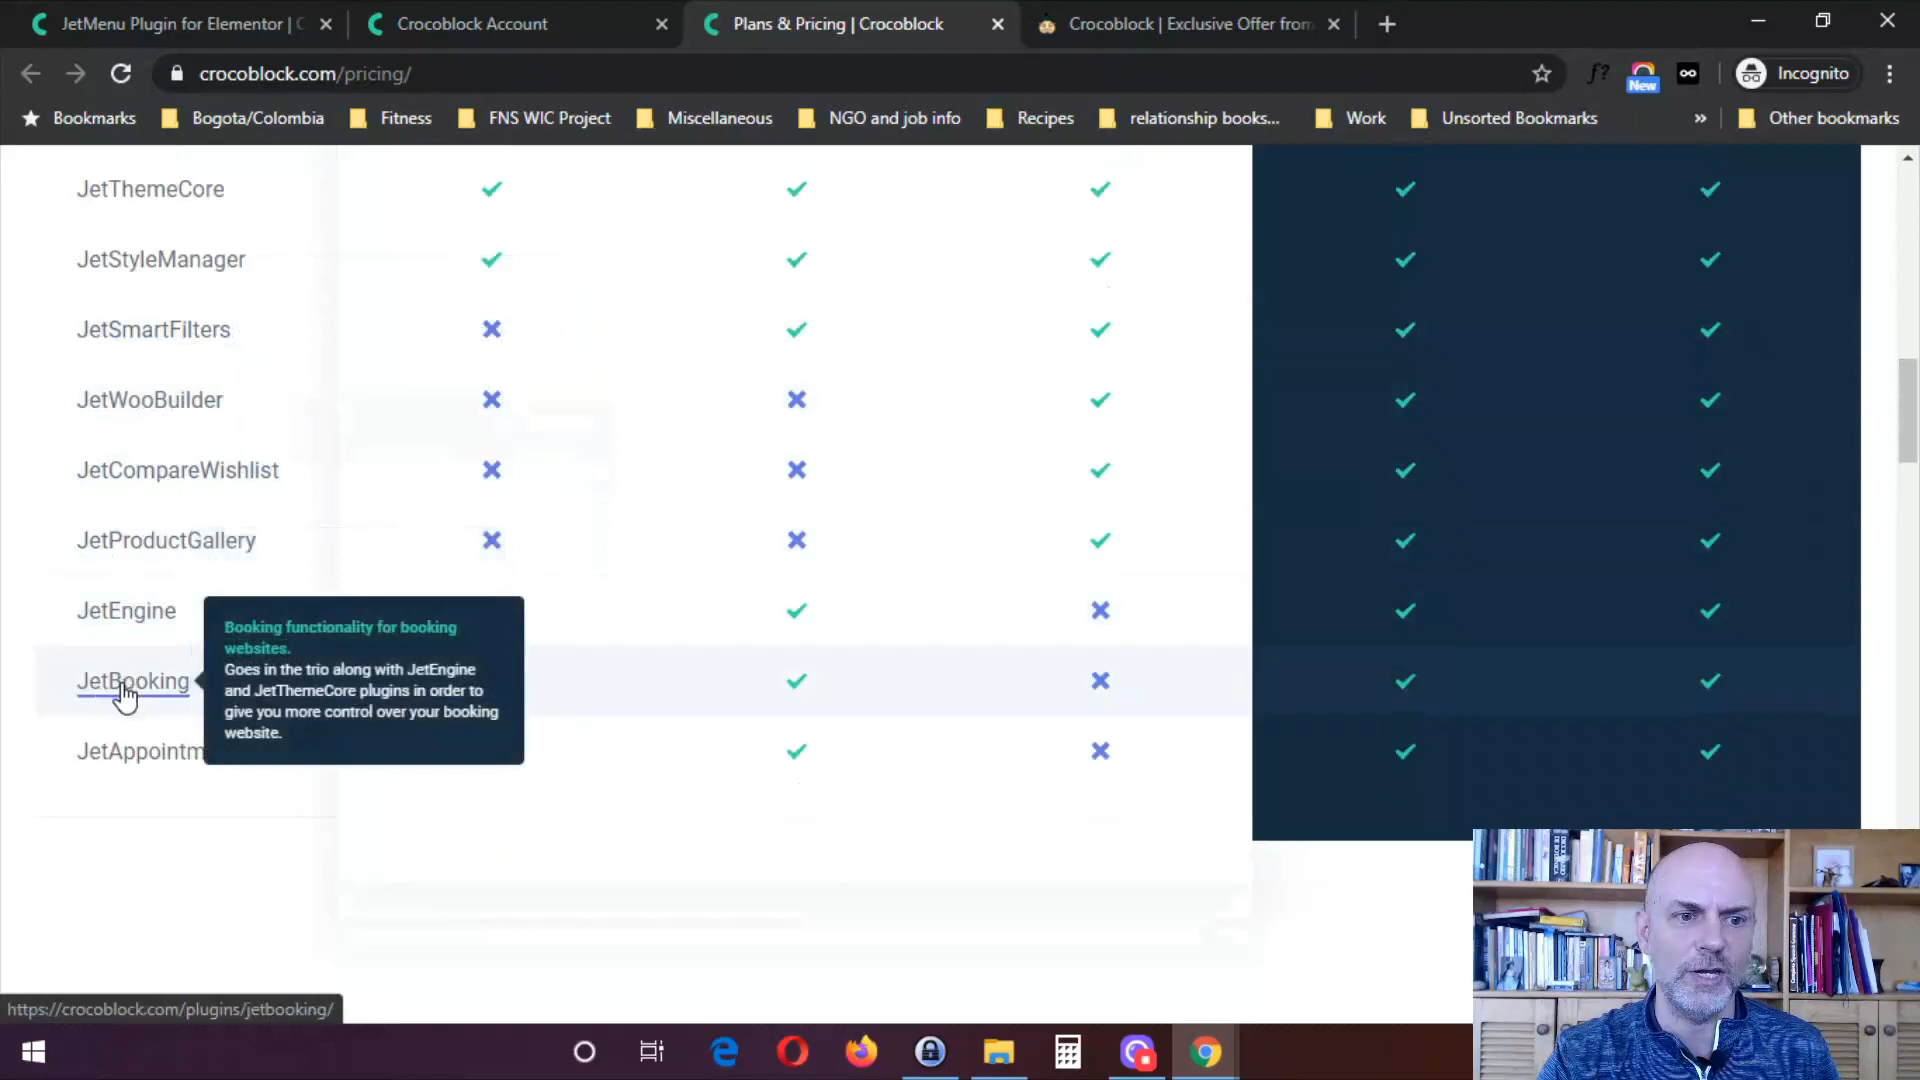 JetMenu Plugin for Elementor | C
Crocoblock Account
Plans & Pricing | Crocoblock
Crocoblock | Exclusive Offer from
crocoblock.com/pricing/
f?
New
Incognito
Bookmarks
Bogota/Colombia
Fitness
FNS WIC Project
Miscellaneous
NGO and job info
Recipes
relationship books...
Work
Unsorted Bookmarks
»
Other bookmarks
JetThemeCore
JetStyleManager
JetSmartFilters
JetWooBuilder
JetCompareWishlist
JetProductGallery
JetEngine
JetBooking
JetAppointm
Booking functionality for booking
websites.
Goes in the trio along with JetEngine
and JetThemeCore plugins in order to
give you more control over your booking
website.
https://crocoblock.com/plugins/jetbooking/